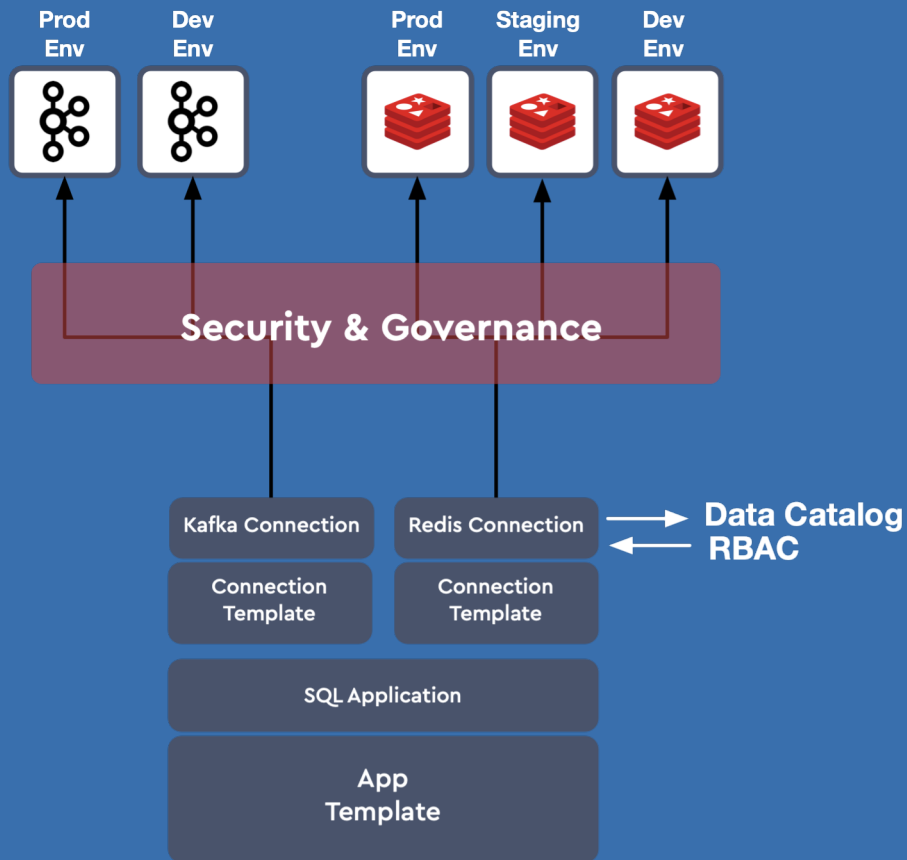 Prod
Env
Dev
Env
Prod
Env
Staging
Env
Dev
Env
Security & Governance
Kafka Connection
Redis Connection
Data Catalog
RBAC
Connection
Template
Connection
Template
SQL Application
App
Template